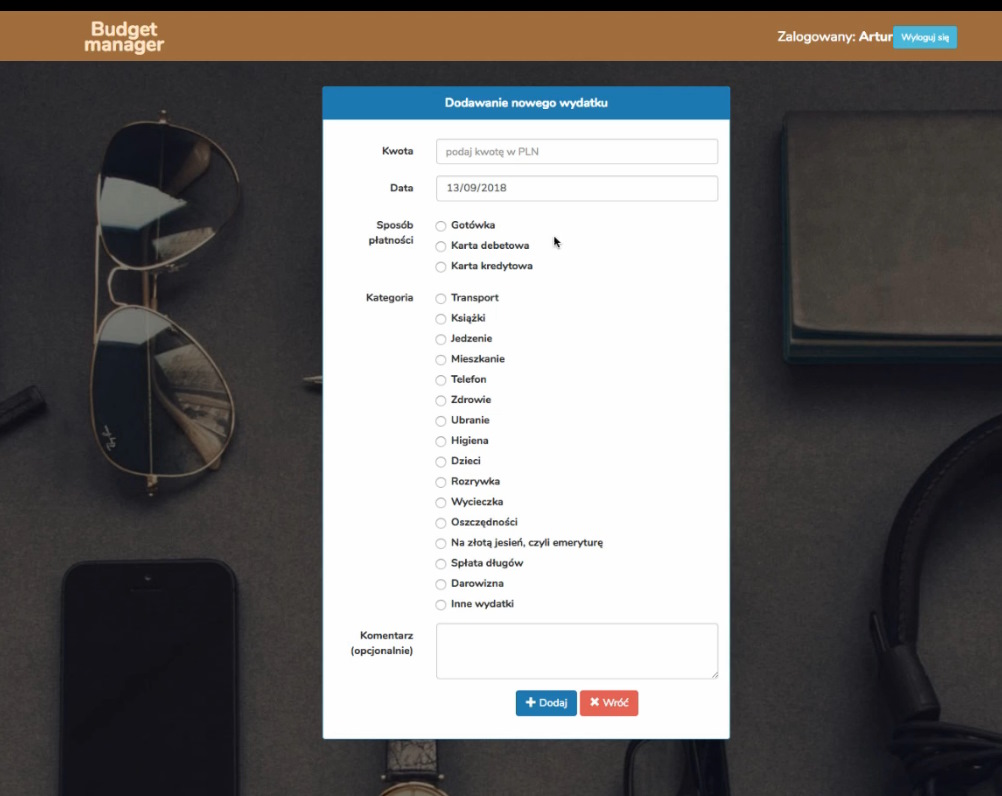 Budget
manager
Zalogowany: Artur Wyloguj się
Dodawanie nowego wydatku
Kwota podaj kwotę w PLN
Data 13/09/2018
Sposób
płatności
Gotówka
Karta debetowa
Karta kredytowa
Kategoria
Transport
Książki
Jedzenie
Mieszkanie
Telefon
Zdrowie
Ubranie
Higiena
Dzieci
Rozrywka
Wycieczka
Oszczędności
Na złotą jesień, czyli emeryturę
Spłata długów
Darowizna
Inne wydatki
Komentarz
(opcjonalnie)
+ Dodaj
✖ Wróć
Ray-Ban